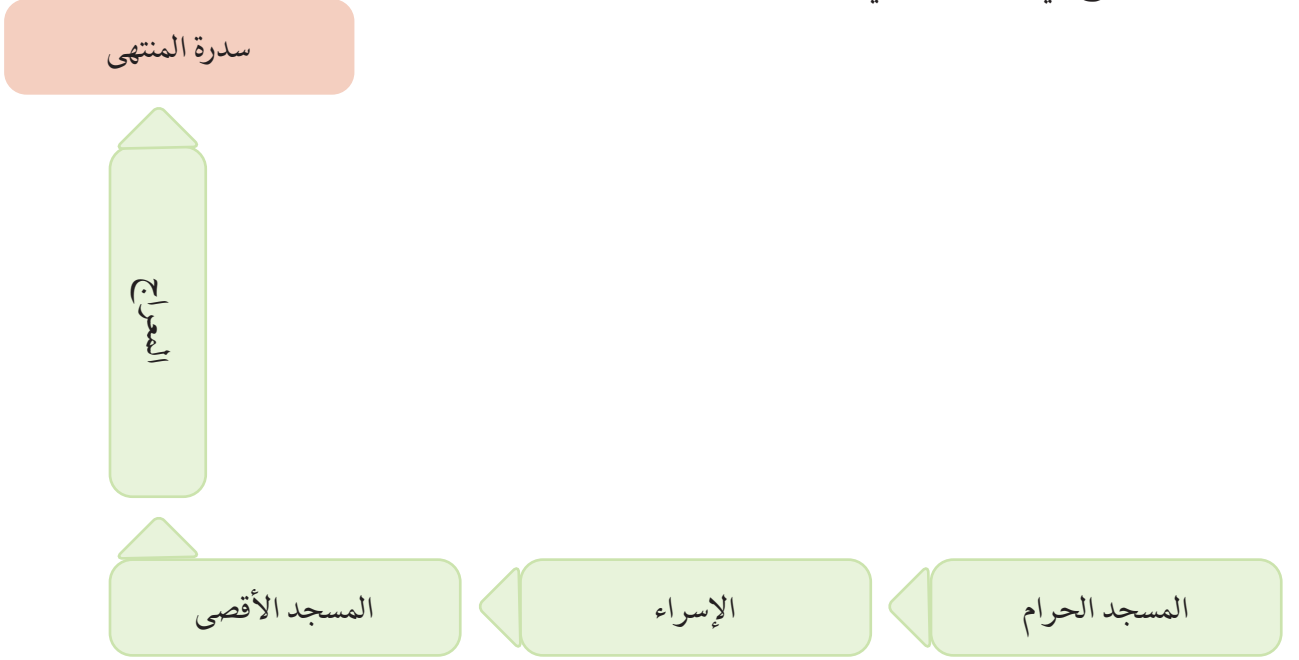 سدرة المنتهى
المعراج
المسجد الحرام
الإسراء
المسجد الأقصى